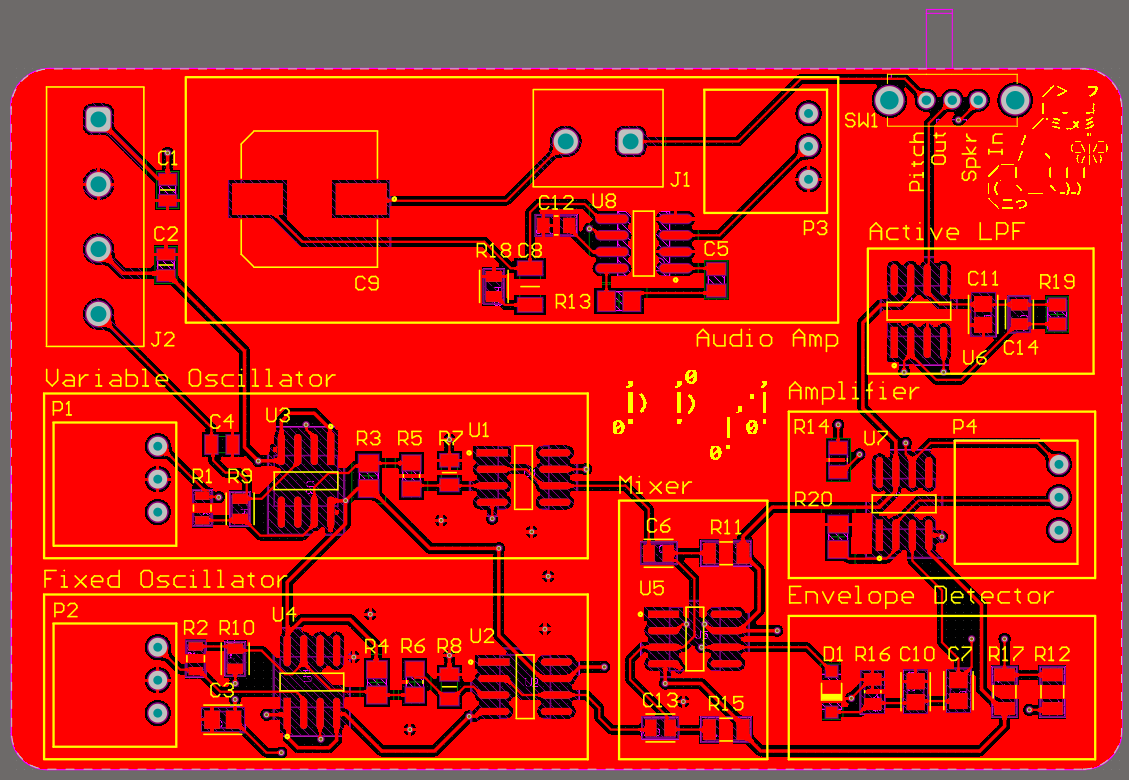 SW1
Pitch
Out
Spkr
In
C1
J1
C12
U8
P3
C2
R18
C8
C5
Active LPF
C9
R13
C11
R19
J2
Audio Amp
U6
C14
Variable Oscillator
Amplifier
P1
U3
C4
R3
R5
R7
U1
R14
U7
P4
R1
R9
Mixer
R20
C6
R11
Fixed Oscillator
U5
Envelope Detector
P2
U4
R2
R10
R4
R6
R8
U2
D1
R16
C10
C7
R17
R12
C3
C13
R15